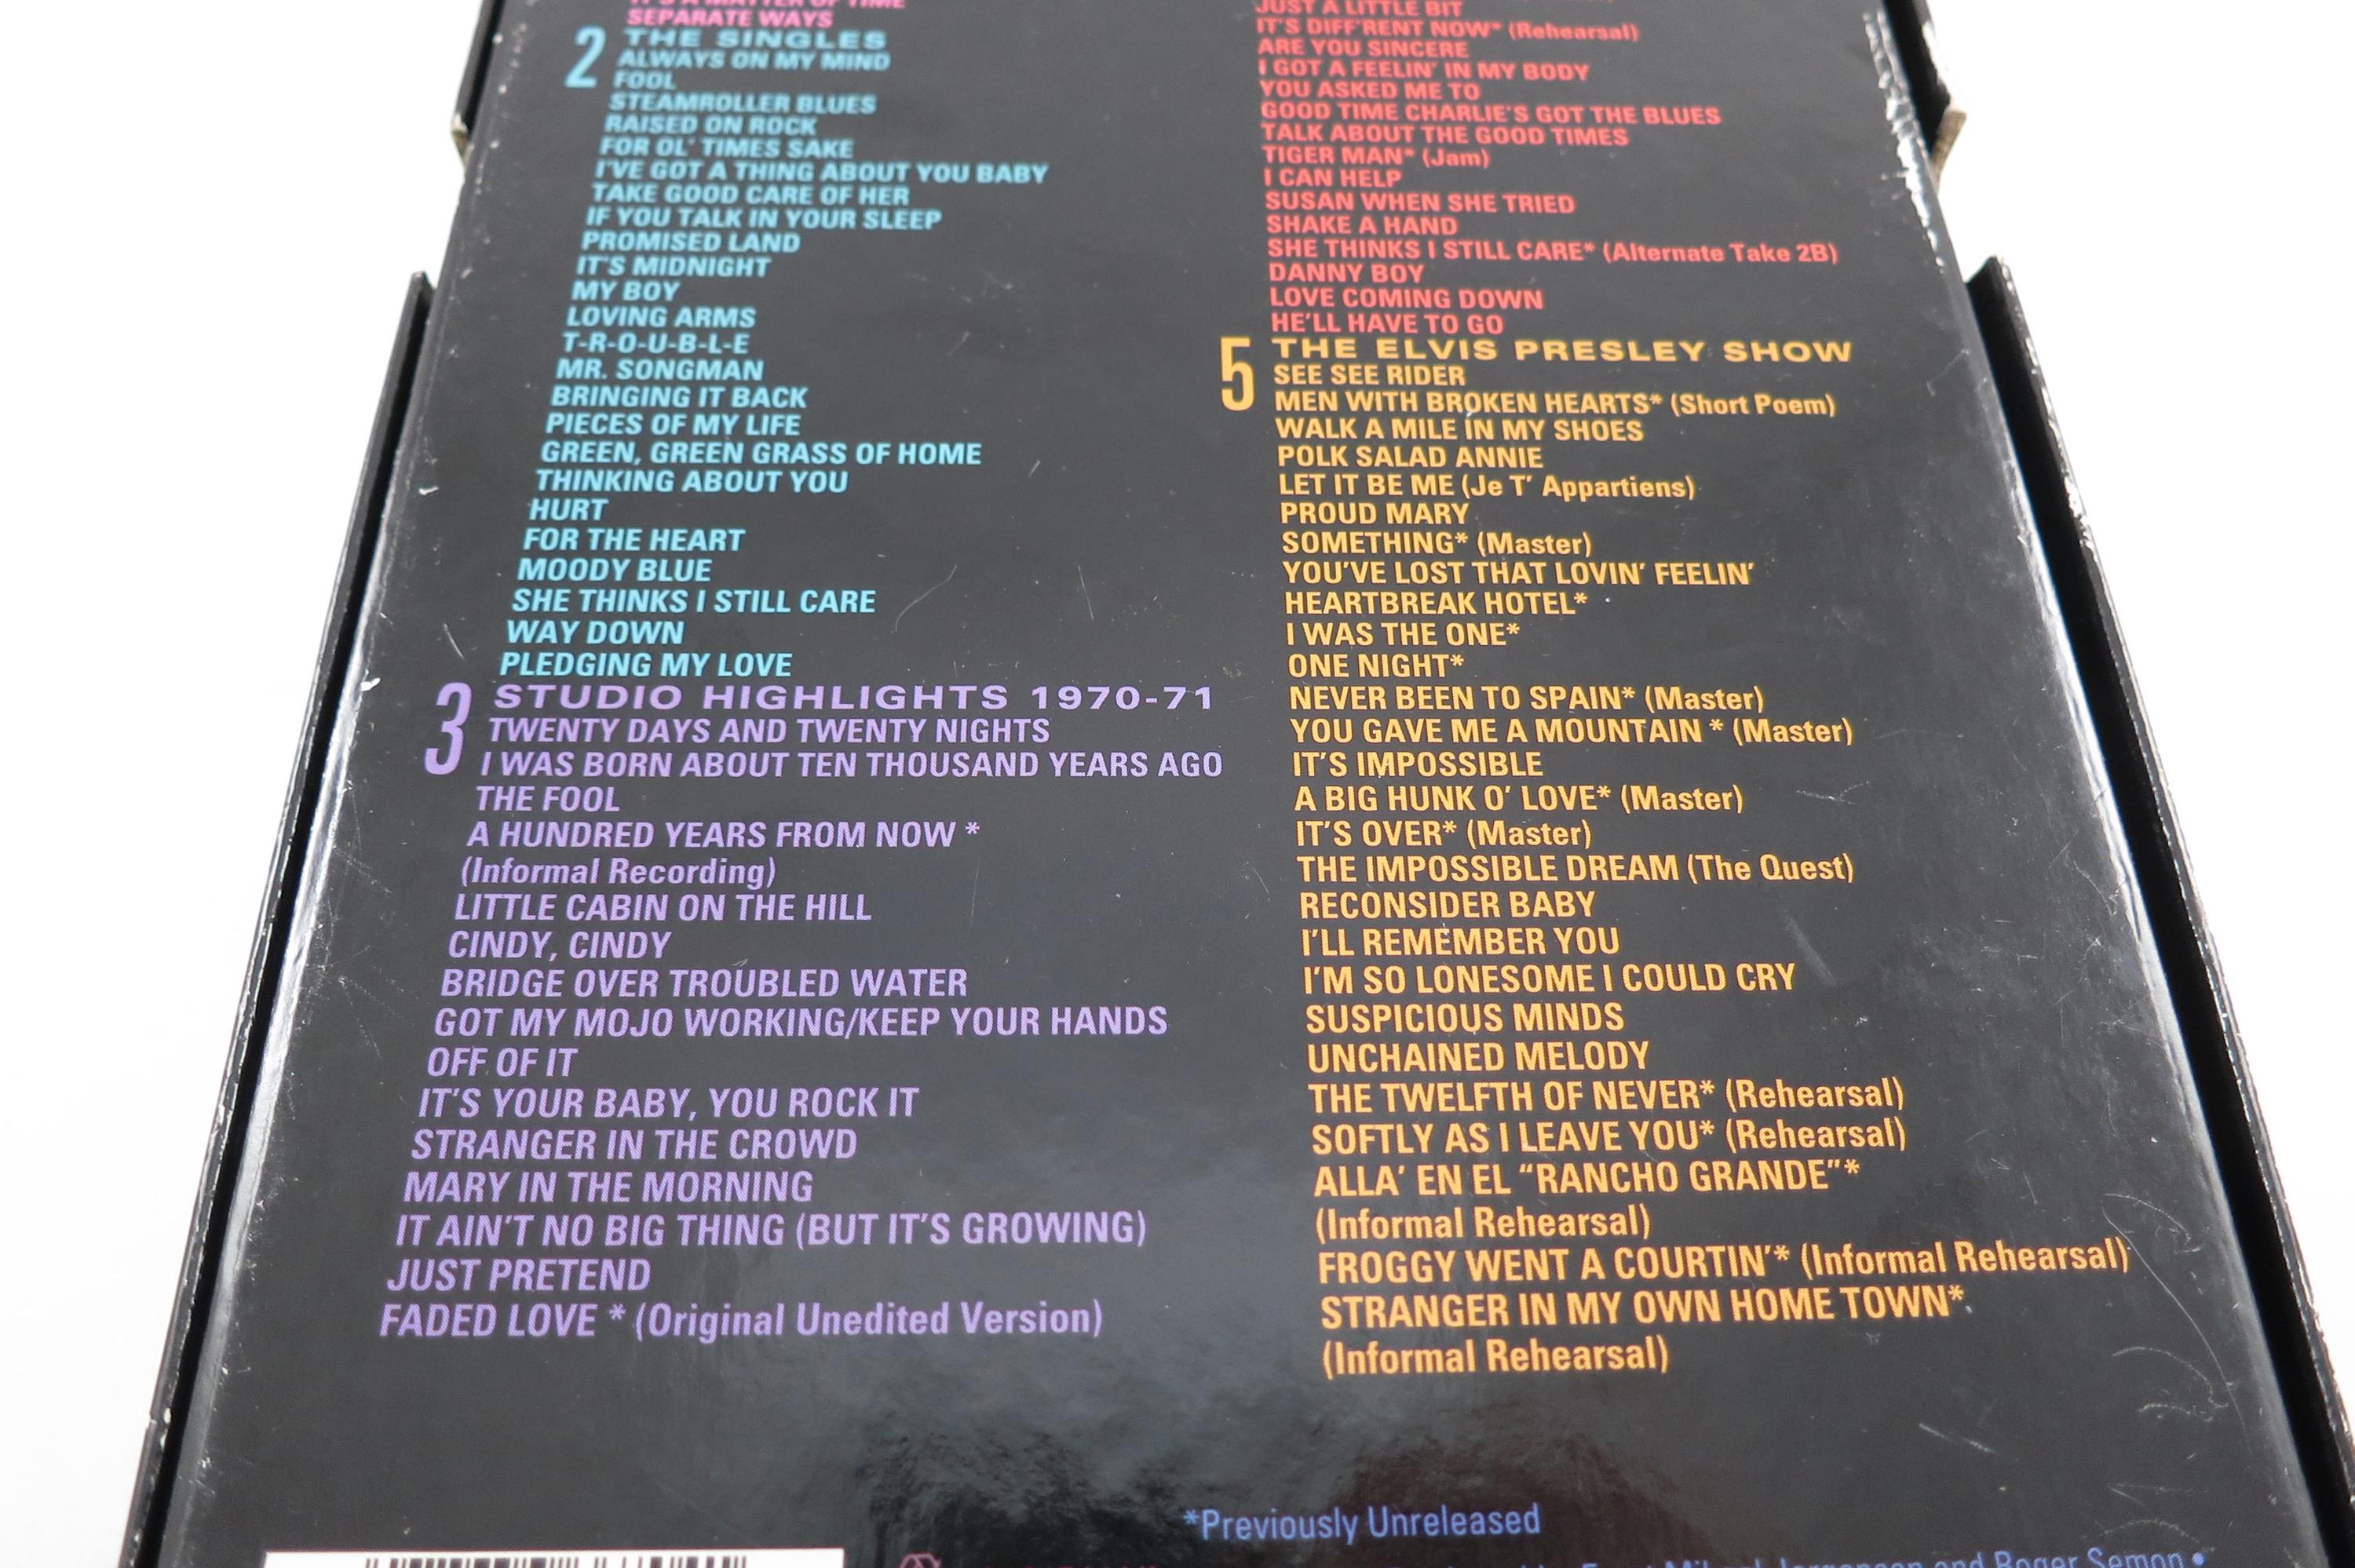 IT'S A MATTER OF TIME
SEPARATE WAYS
2 THE SINGLES
ALWAYS ON MY MIND
FOOL
STEAMROLLER BLUES
RAISED ON ROCK
FOR OL' TIMES SAKE
I'VE GOT A THING ABOUT YOU BABY
TAKE GOOD CARE OF HER
IF YOU TALK IN YOUR SLEEP
PROMISED LAND
IT'S MIDNIGHT
MY BOY
LOVING ARMS
T-R-O-U-B-L-E
MR. SONGMAN
BRINGING IT BACK
PIECES OF MY LIFE
GREEN, GREEN GRASS OF HOME
THINKING ABOUT YOU
HURT
FOR THE HEART
MOODY BLUE
SHE THINKS I STILL CARE
WAY DOWN
PLEDGING MY LOVE
3 STUDIO HIGHLIGHTS 1970-71
TWENTY DAYS AND TWENTY NIGHTS
I WAS BORN ABOUT TEN THOUSAND YEARS AGO
THE FOOL
A HUNDRED YEARS FROM NOW *
(Informal Recording)
LITTLE CABIN ON THE HILL
CINDY, CINDY
BRIDGE OVER TROUBLED WATER
GOT MY MOJO WORKING/KEEP YOUR HANDS
OFF OF IT
IT'S YOUR BABY, YOU ROCK IT
STRANGER IN THE CROWD
MARY IN THE MORNING
IT AIN'T NO BIG THING (BUT IT'S GROWING)
JUST PRETEND
FADED LOVE * (Original Unedited Version)
JUST A LITTLE BIT
IT'S DIFF'RENT NOW* (Rehearsal)
ARE YOU SINCERE
I GOT A FEELIN' IN MY BODY
YOU ASKED ME TO
GOOD TIME CHARLIE'S GOT THE BLUES
TALK ABOUT THE GOOD TIMES
TIGER MAN* (Jam)
I CAN HELP
SUSAN WHEN SHE TRIED
SHAKE A HAND
SHE THINKS I STILL CARE* (Alternate Take 2B)
DANNY BOY
LOVE COMING DOWN
HE'LL HAVE TO GO
5 THE ELVIS PRESLEY SHOW
SEE SEE RIDER
MEN WITH BROKEN HEARTS* (Short Poem)
WALK A MILE IN MY SHOES
POLK SALAD ANNIE
LET IT BE ME (Je T' Appartiens)
PROUD MARY
SOMETHING* (Master)
YOU'VE LOST THAT LOVIN' FEELIN'
HEARTBREAK HOTEL*
I WAS THE ONE*
ONE NIGHT*
NEVER BEEN TO SPAIN* (Master)
YOU GAVE ME A MOUNTAIN * (Master)
IT'S IMPOSSIBLE
A BIG HUNK O' LOVE* (Master)
IT'S OVER* (Master)
THE IMPOSSIBLE DREAM (The Quest)
RECONSIDER BABY
I'LL REMEMBER YOU
I'M SO LONESOME I COULD CRY
SUSPICIOUS MINDS
UNCHAINED MELODY
THE TWELFTH OF NEVER* (Rehearsal)
SOFTLY AS I LEAVE YOU* (Rehearsal)
ALLA' EN EL "RANCHO GRANDE"*
(Informal Rehearsal)
FROGGY WENT A COURTIN'* (Informal Rehearsal)
STRANGER IN MY OWN HOME TOWN*
(Informal Rehearsal)
*Previously Unreleased
Mikael Jorgensen and Roger Semon •